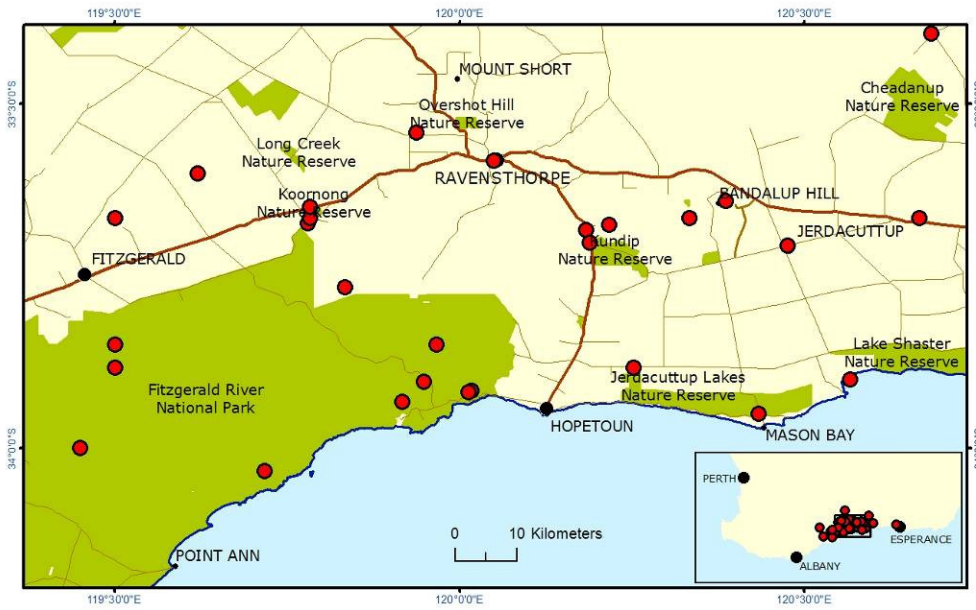 119°30'0"E
120°0'0"E
120°30'0"E
MOUNT SHORT
Cheadanup
Nature Reserve
33°30'0"S
Overshot Hill
Nature Reserve
Long Creek
Nature Reserve
RAVENSTHORPE
Koornong
Nature Reserve
BANDALUP HILL
JERDACUTTUP
Kundip
Nature Reserve
FITZGERALD
Lake Shaster
Nature Reserve
Fitzgerald River
National Park
Jerdacuttup Lakes
Nature Reserve
HOPETOUN
MASON BAY
34°0'0"S
PERTH
0 10 Kilometers
ESPERANCE
POINT ANN
ALBANY
119°30'0"E
120°0'0"E
120°30'0"E